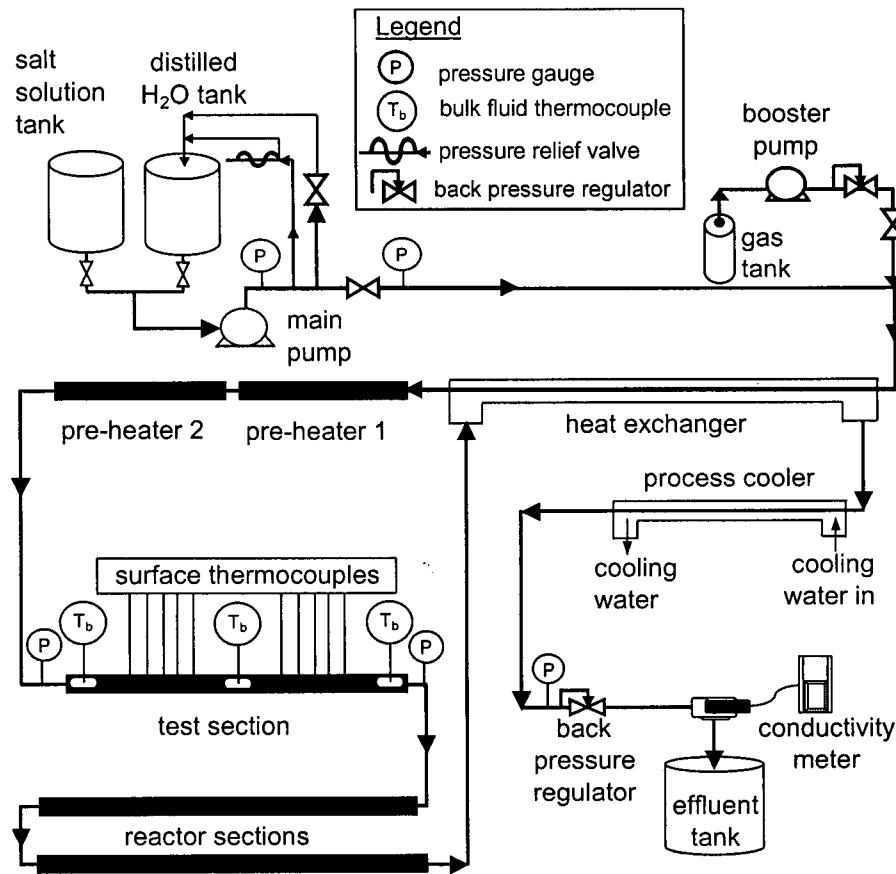 salt
solution
tank
distilled
H₂O tank
Legend
P
pressure gauge
T_b
bulk fluid thermocouple
pressure relief valve
back pressure regulator
booster
pump
gas
tank
P
P
main
pump
pre-heater 2
pre-heater 1
heat exchanger
process cooler
cooling
water
cooling
water in
surface thermocouples
P
T_b
T_b
T_b
P
test section
reactor sections
P
back
pressure
regulator
conductivity
meter
effluent
tank